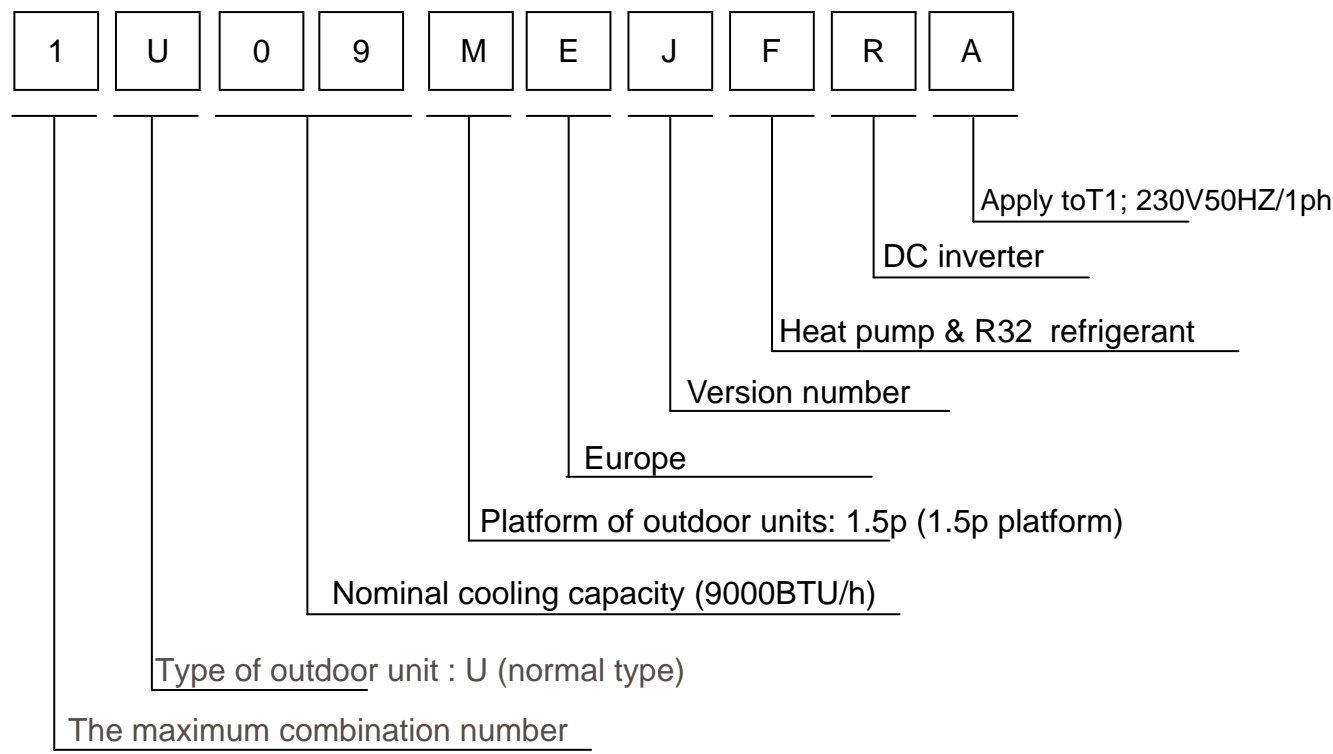 1 U 0 9 M E J F R A
Apply toT1; 230V50HZ/1ph
DC inverter
Heat pump & R32 refrigerant
Version number
Europe
Platform of outdoor units: 1.5p (1.5p platform)
Nominal cooling capacity (9000BTU/h)
Type of outdoor unit : U (normal type)
The maximum combination number